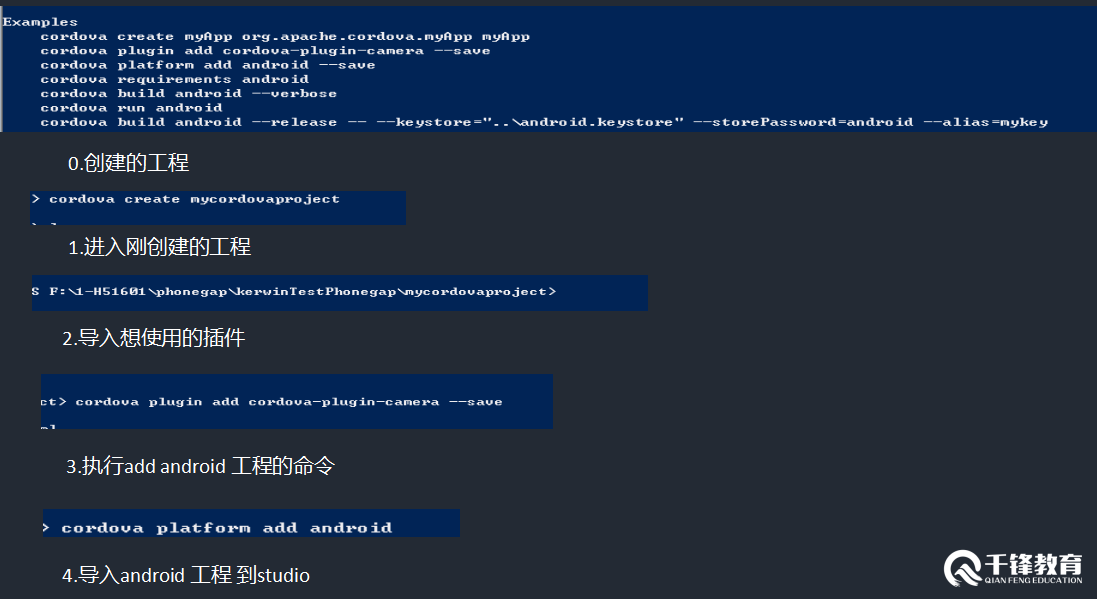 Examples
cordova create myApp org.apache.cordova.myApp myApp
cordova plugin add cordova-plugin-camera --save
cordova platform add android --save
cordova requirements android
cordova build android --verbose
cordova run android
cordova build android --release -- --keystore="..\android.keystore" --storePassword=android --alias=mykey
0.创建的工程
> cordova create mycordovaproject
1.进入刚创建的工程
S F:\1-H51601\phonegap\kerwinTestPhonegap\mycordovaproject>
2.导入想使用的插件
ct> cordova plugin add cordova-plugin-camera --save
3.执行add android 工程的命令
> cordova platform add android
4.导入android 工程 到studio
千锋教育
QIAN FENG EDUCATION